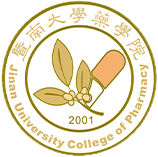 暨南大學藥學院
2001
Jinan University College of Pharmacy